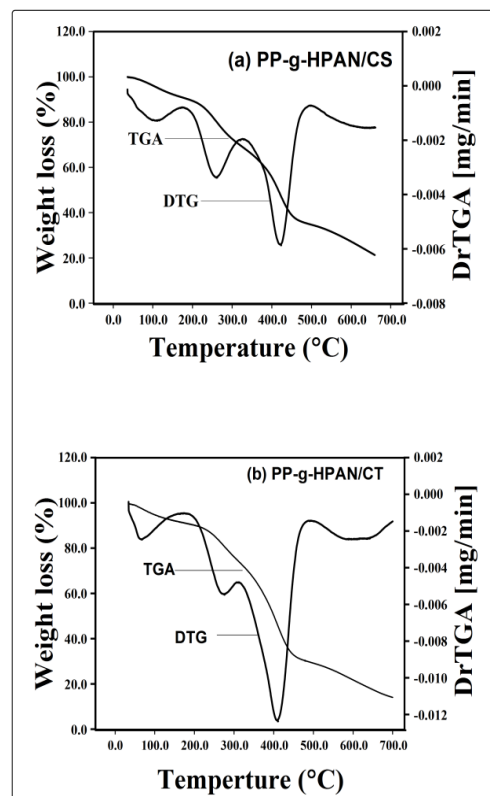 120.0
100.0
80.0
60.0
40.0
20.0
0.0
Weight loss (%)
(a) PP-g-HPAN/CS
TGA
DTG
0.002
0.000
-0.002
-0.004
-0.006
-0.008
DrTGA [mg/min]
0.0 100.0 200.0 300.0 400.0 500.0 600.0 700.0
Temperature (°C)
120.0
100.0
80.0
60.0
40.0
20.0
0.0
Weight loss (%)
(b) PP-g-HPAN/CT
TGA
DTG
0.002
0.000
-0.002
-0.004
-0.006
-0.008
-0.010
-0.012
DrTGA [mg/min]
0.0 100.0 200.0 300.0 400.0 500.0 600.0 700.0
Temperture (°C)